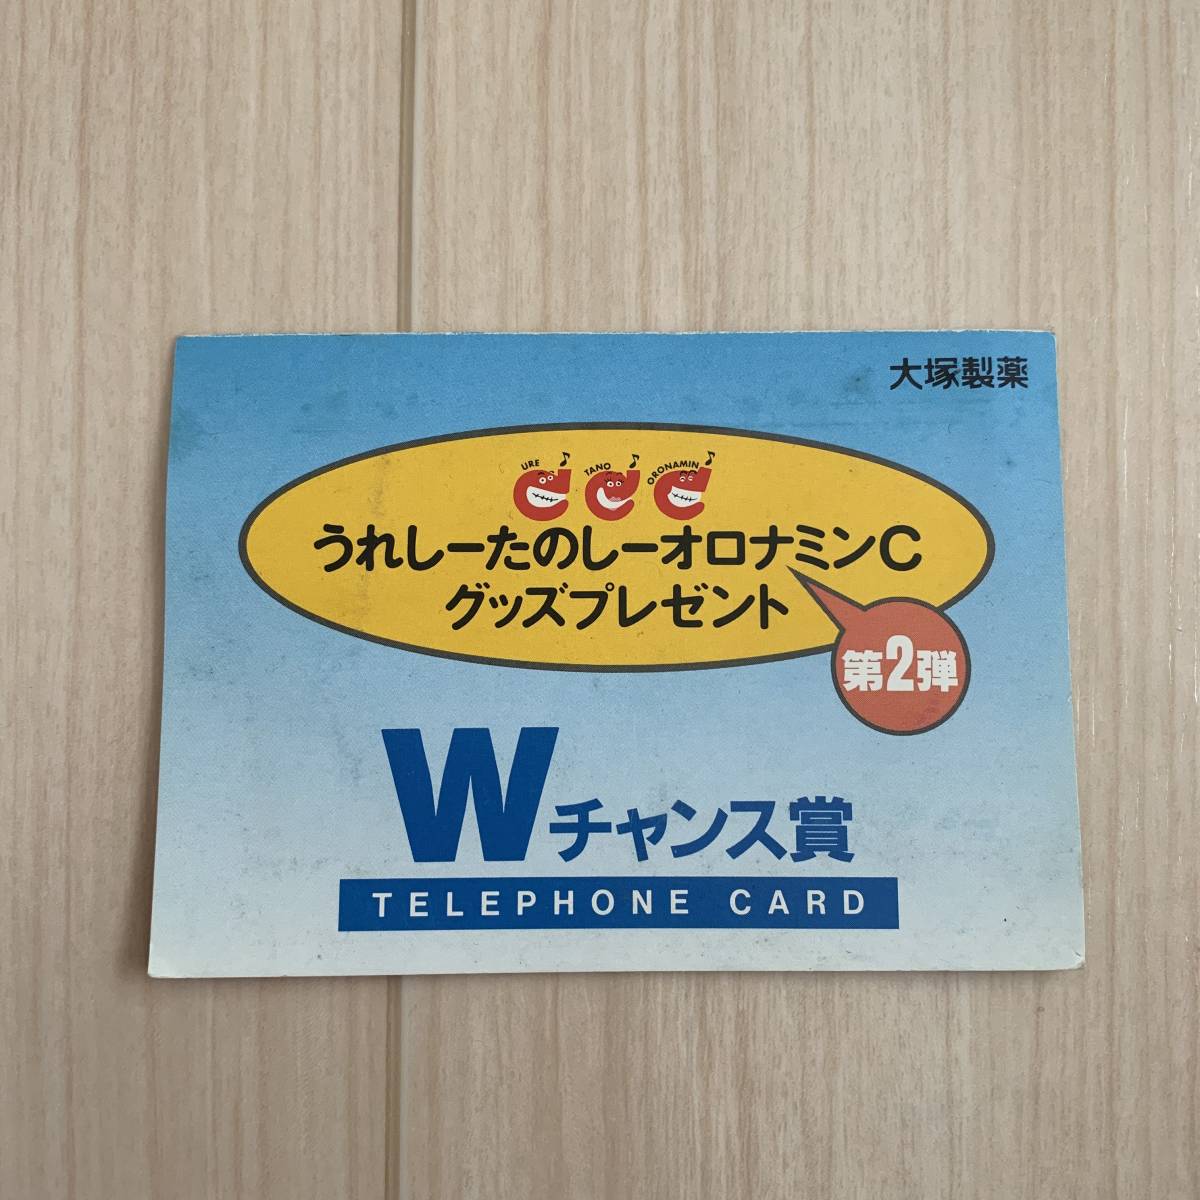 大塚製薬
URE TANO ORONAMIN
うれしーたのしーオロナミンC
グッズプレゼント
第2弾
Wチャンス賞
TELEPHONE CARD